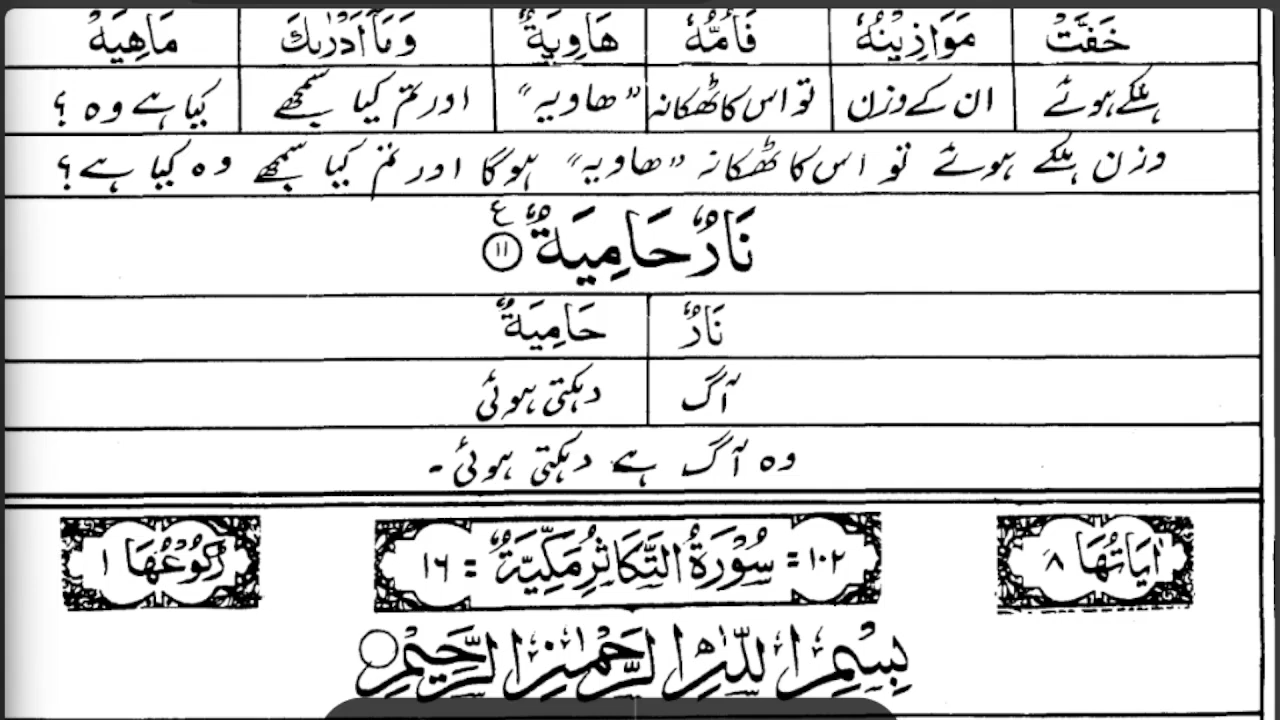 خَفَّتْ مَوَازِيْنُهٗ فَاُمُّهٗ هَاوِيَةٌ وَمَآ اَدْرٰىكَ مَاهِيَهْ
ہلکے ہوئے ان کے وزن تو اس کا ٹھکانہ "ھاویہ" اور تم کیا سمجھے کیا ہے وہ ؟
وزن ہلکے ہوئے تو اس کا ٹھکانہ "ھاویہ" ہوگا اور تم کیا سمجھے وہ کیا ہے؟
نَارٌ حَامِيَةٌ ۱۱ ع
نَارٌ حَامِيَةٌ
آگ دہکتی ہوئی
وہ آگ ہے دہکتی ہوئی ۔
اٰيَاتُهَا ۸ ۱۰۲ = سُوْرَةُ التَّكَاثُرِ مَكِّيَّةٌ = ۱۶ رُكُوْعُهَا ۱
بِسْمِ اللّٰهِ الرَّحْمٰنِ الرَّحِيْمِ